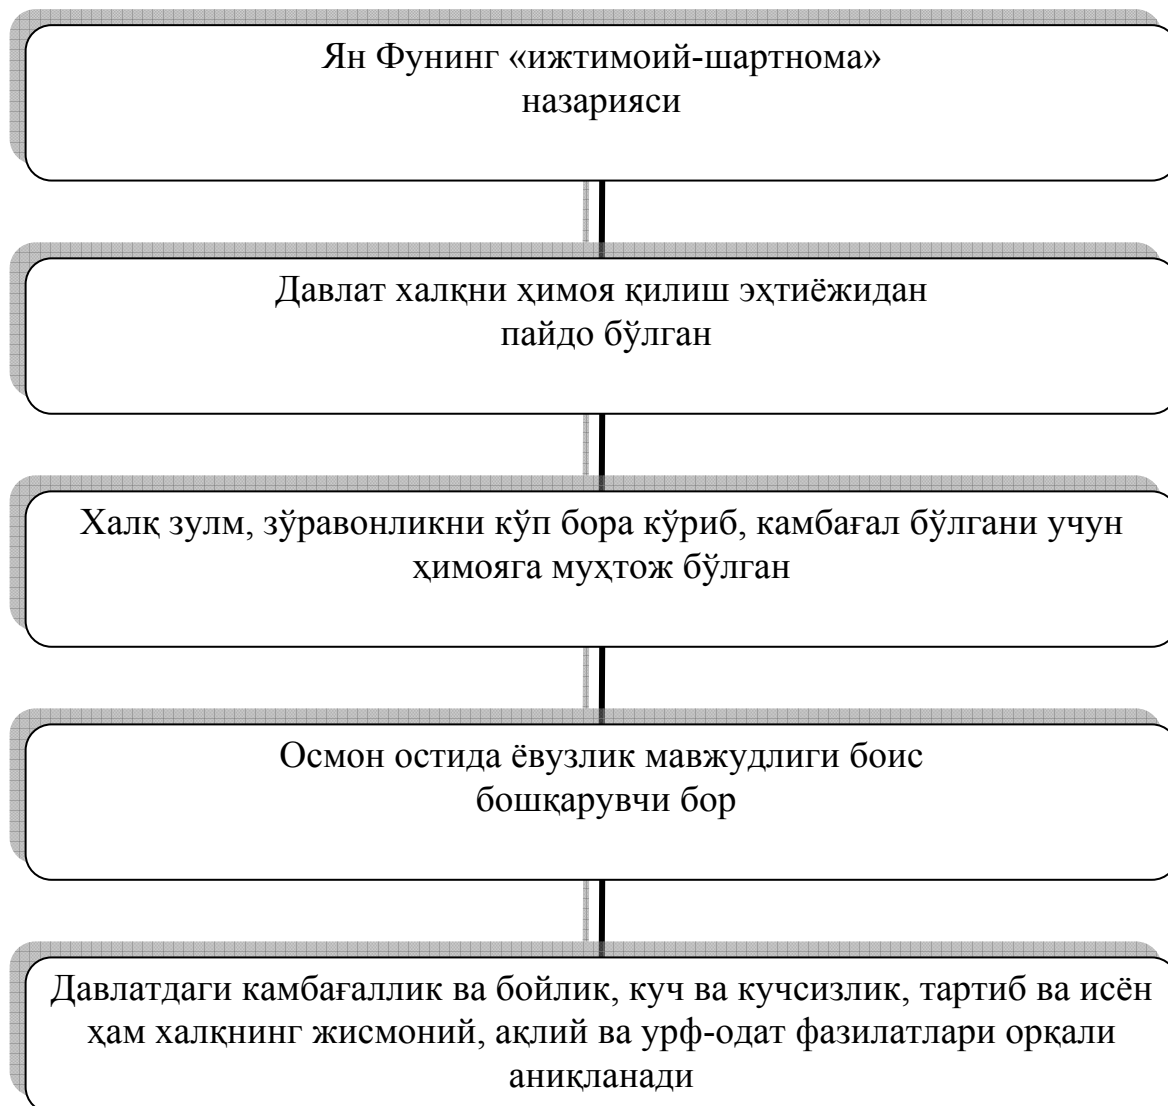 Ян Фунинг «ижтимоий-шартнома»
назарияси
Давлат халқни ҳимоя қилиш эҳтиёжидан
пайдо бўлган
Халқ зулм, зўравонликни кўп бора кўриб, камбағал бўлгани учун
ҳимояга муҳтож бўлган
Осмон остида ёвузлик мавжудлиги боис
бошқарувчи бор
Давлатдаги камбағаллик ва бойлик, куч ва кучсизлик, тартиб ва исён
ҳам халқнинг жисмоний, ақлий ва урф-одат фазилатлари орқали
аниқланади